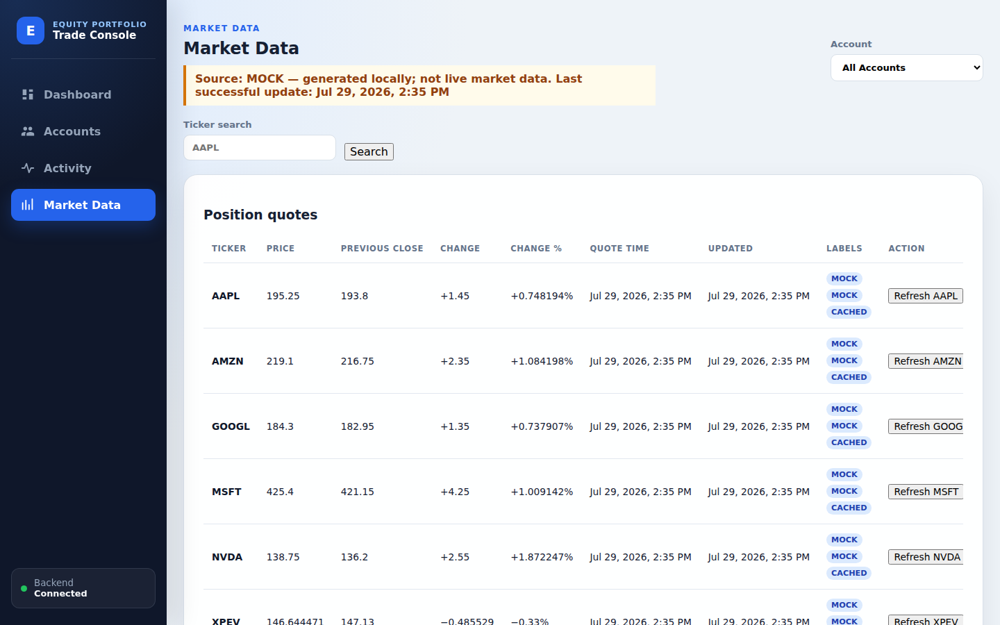 E
EQUITY PORTFOLIO
Trade Console
Dashboard
Accounts
Activity
Market Data
Backend
Connected
MARKET DATA
Market Data
Source: MOCK — generated locally; not live market data. Last
successful update: Jul 29, 2026, 2:35 PM
Account
All Accounts
Ticker search
AAPL
Search
Position quotes
TICKER PRICE PREVIOUS CLOSE CHANGE CHANGE % QUOTE TIME UPDATED LABELS ACTION
AAPL 195.25 193.8 +1.45 +0.748194% Jul 29, 2026, 2:35 PM Jul 29, 2026, 2:35 PM MOCK MOCK CACHED Refresh AAPL
AMZN 219.1 216.75 +2.35 +1.084198% Jul 29, 2026, 2:35 PM Jul 29, 2026, 2:35 PM MOCK MOCK CACHED Refresh AMZN
GOOGL 184.3 182.95 +1.35 +0.737907% Jul 29, 2026, 2:35 PM Jul 29, 2026, 2:35 PM MOCK MOCK CACHED Refresh GOOG
MSFT 425.4 421.15 +4.25 +1.009142% Jul 29, 2026, 2:35 PM Jul 29, 2026, 2:35 PM MOCK MOCK CACHED Refresh MSFT
NVDA 138.75 136.2 +2.55 +1.872247% Jul 29, 2026, 2:35 PM Jul 29, 2026, 2:35 PM MOCK MOCK CACHED Refresh NVDA
XPEV 146.644471 147.13 −0.485529 −0.33% Jul 29, 2026, 2:35 PM Jul 29, 2026, 2:35 PM MOCK MOCK Refresh XPEV